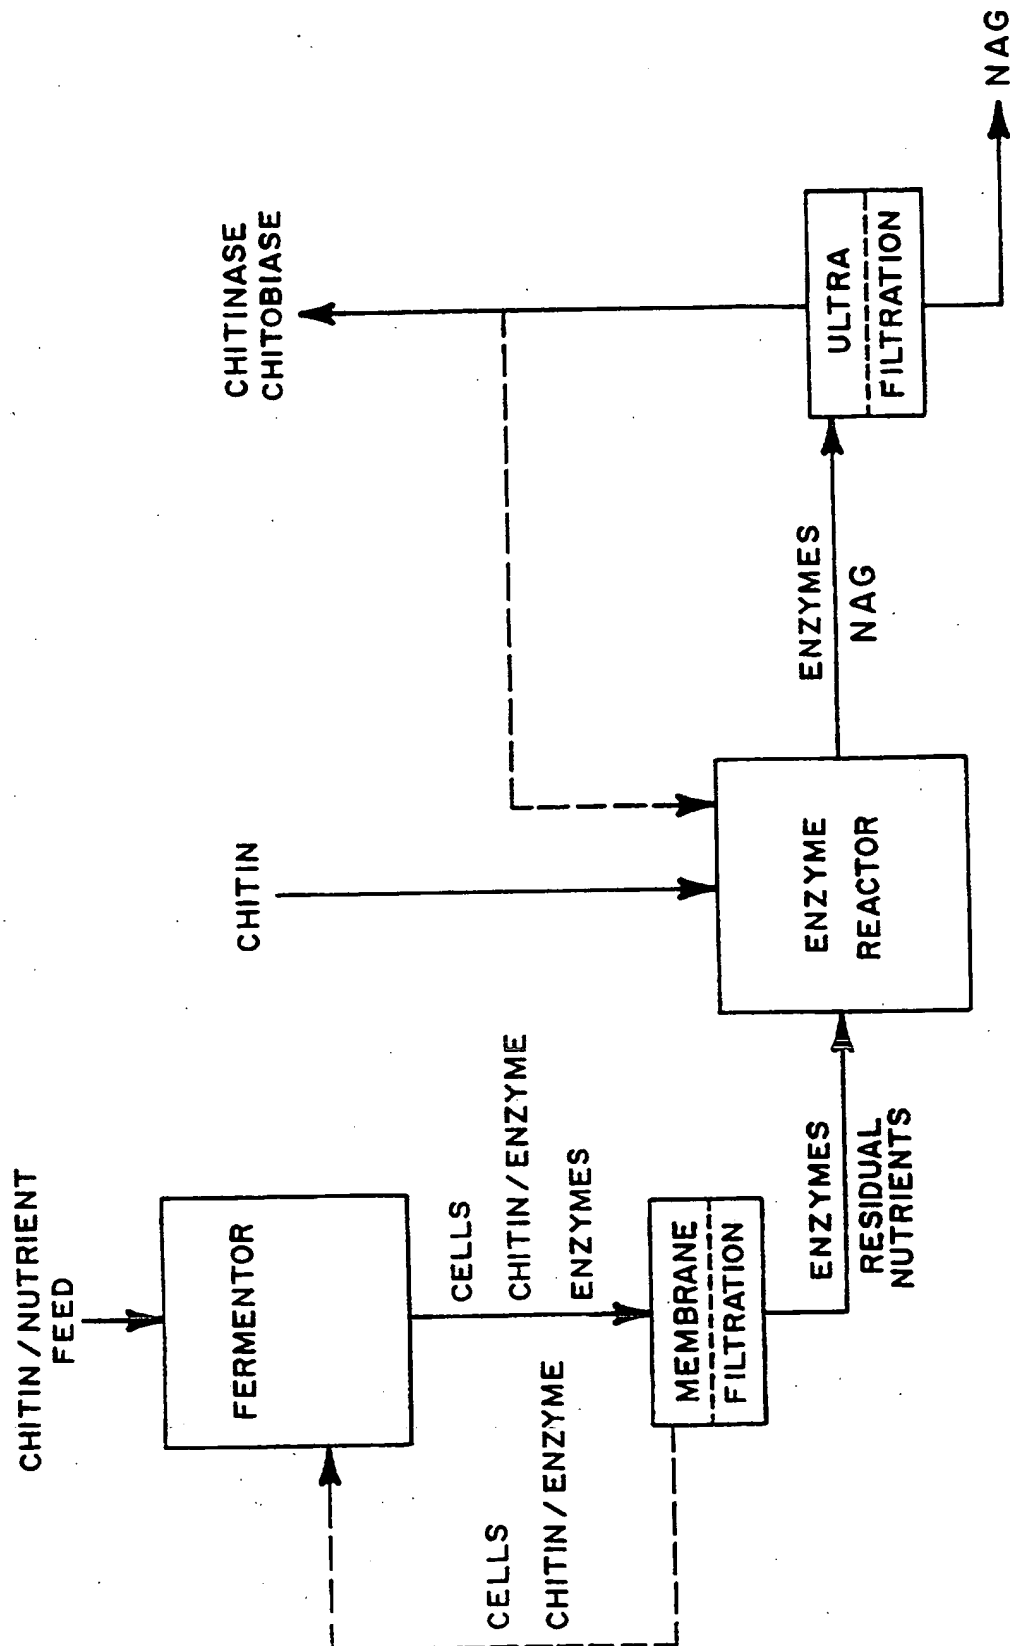 CHITIN/NUTRIENT
FEED
FERMENTOR
CELLS
CHITIN/ENZYME
CELLS
CHITIN/ENZYME
ENZYMES
MEMBRANE
FILTRATION
ENZYMES
RESIDUAL
NUTRIENTS
CHITIN
ENZYME
REACTOR
ENZYMES
NAG
CHITINASE
CHITOBIASE
ULTRA
FILTRATION
NAG